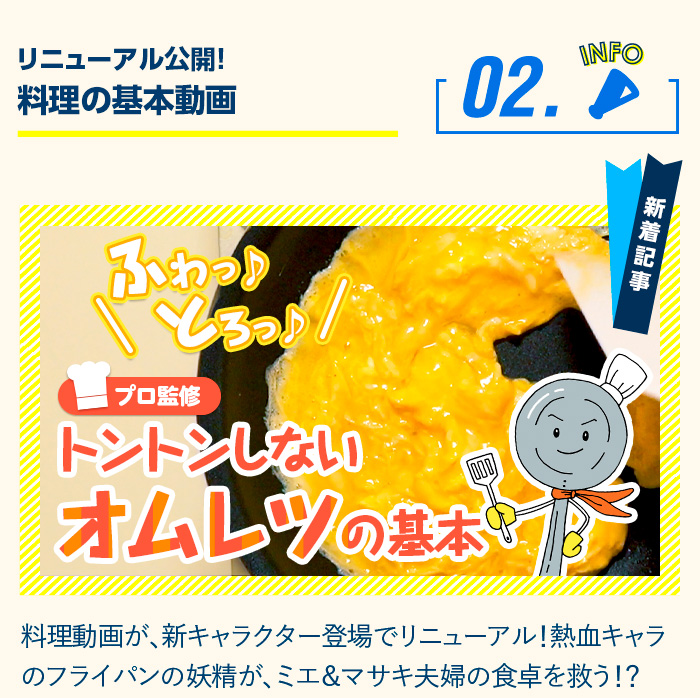 リニューアル公開!
料理の基本動画
02.
INFO
新着記事
ふわっ♪
とろっ♪
プロ監修
トントンしない
オムレツの基本
料理動画が、新キャラクター登場でリニューアル!熱血キャラ
のフライパンの妖精が、ミエ&マサキ夫婦の食卓を救う!?